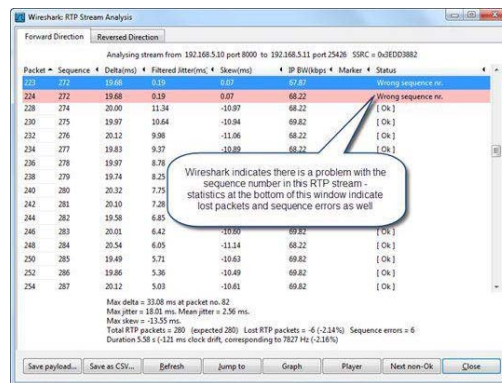 Wireshark: RTP Stream Analysis
Forward Direction Reversed Direction
Analysing stream from 192.168.5.10 port 8000 to 192.168.5.11 port 25426 SSRC = 0x3EDD3882
Packet Sequence Delta(ms) Filtered Jitter(ms) Skew(ms) IP BW(kbps Marker Status
223 272 19.66 0.19 0.07 67.87 Wrong sequence nr.
224 272 19.68 0.19 0.07 68.22 Wrong sequence nr.
228 274 20.00 11.34 -10.97 68.22 [ Ok ]
230 275 19.97 10.64 -10.94 69.82 [ Ok ]
232 276 20.12 9.98 -11.06 68.22 [ Ok ]
234 277 19.83 9.37 -10.89 [ Ok ]
236 278 19.97 8.78
238 279 19.74 8.25
240 280 20.32 7.75
242 281 20.10 7.28
244 282 19.58 6.85
246 283 20.01 6.42 -10.60 69.82 [ Ok ]
248 284 20.54 6.05 -11.14 68.22 [ Ok ]
250 285 19.49 5.71 -10.63 69.82 [ Ok ]
252 286 19.86 5.36 -10.49 69.82 [ Ok ]
254 287 20.12 5.03 -10.61 69.82 [ Ok ]
Wireshark indicates there is a problem with the
sequence number in this RTP stream -
statistics at the bottom of this window indicate
lost packets and sequence errors as well
Max delta = 33.08 ms at packet no. 82
Max jitter = 18.01 ms. Mean jitter = 2.56 ms.
Max skew = -13.55 ms.
Total RTP packets = 280 (expected 280) Lost RTP packets = -6 (-2.14%) Sequence errors = 6
Duration 5.58 s (-121 ms clock drift, corresponding to 7827 Hz (-2.16%)
Save payload... Save as CSV... Refresh Jump to Graph Player Next non-Ok Close